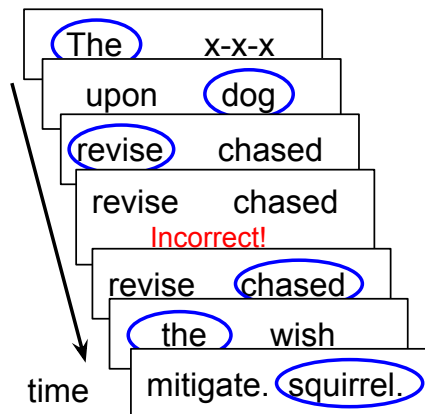 The x-x-x
upon dog
revise chased
revise chased
Incorrect!
revise chased
the wish
mitigate. squirrel.
time